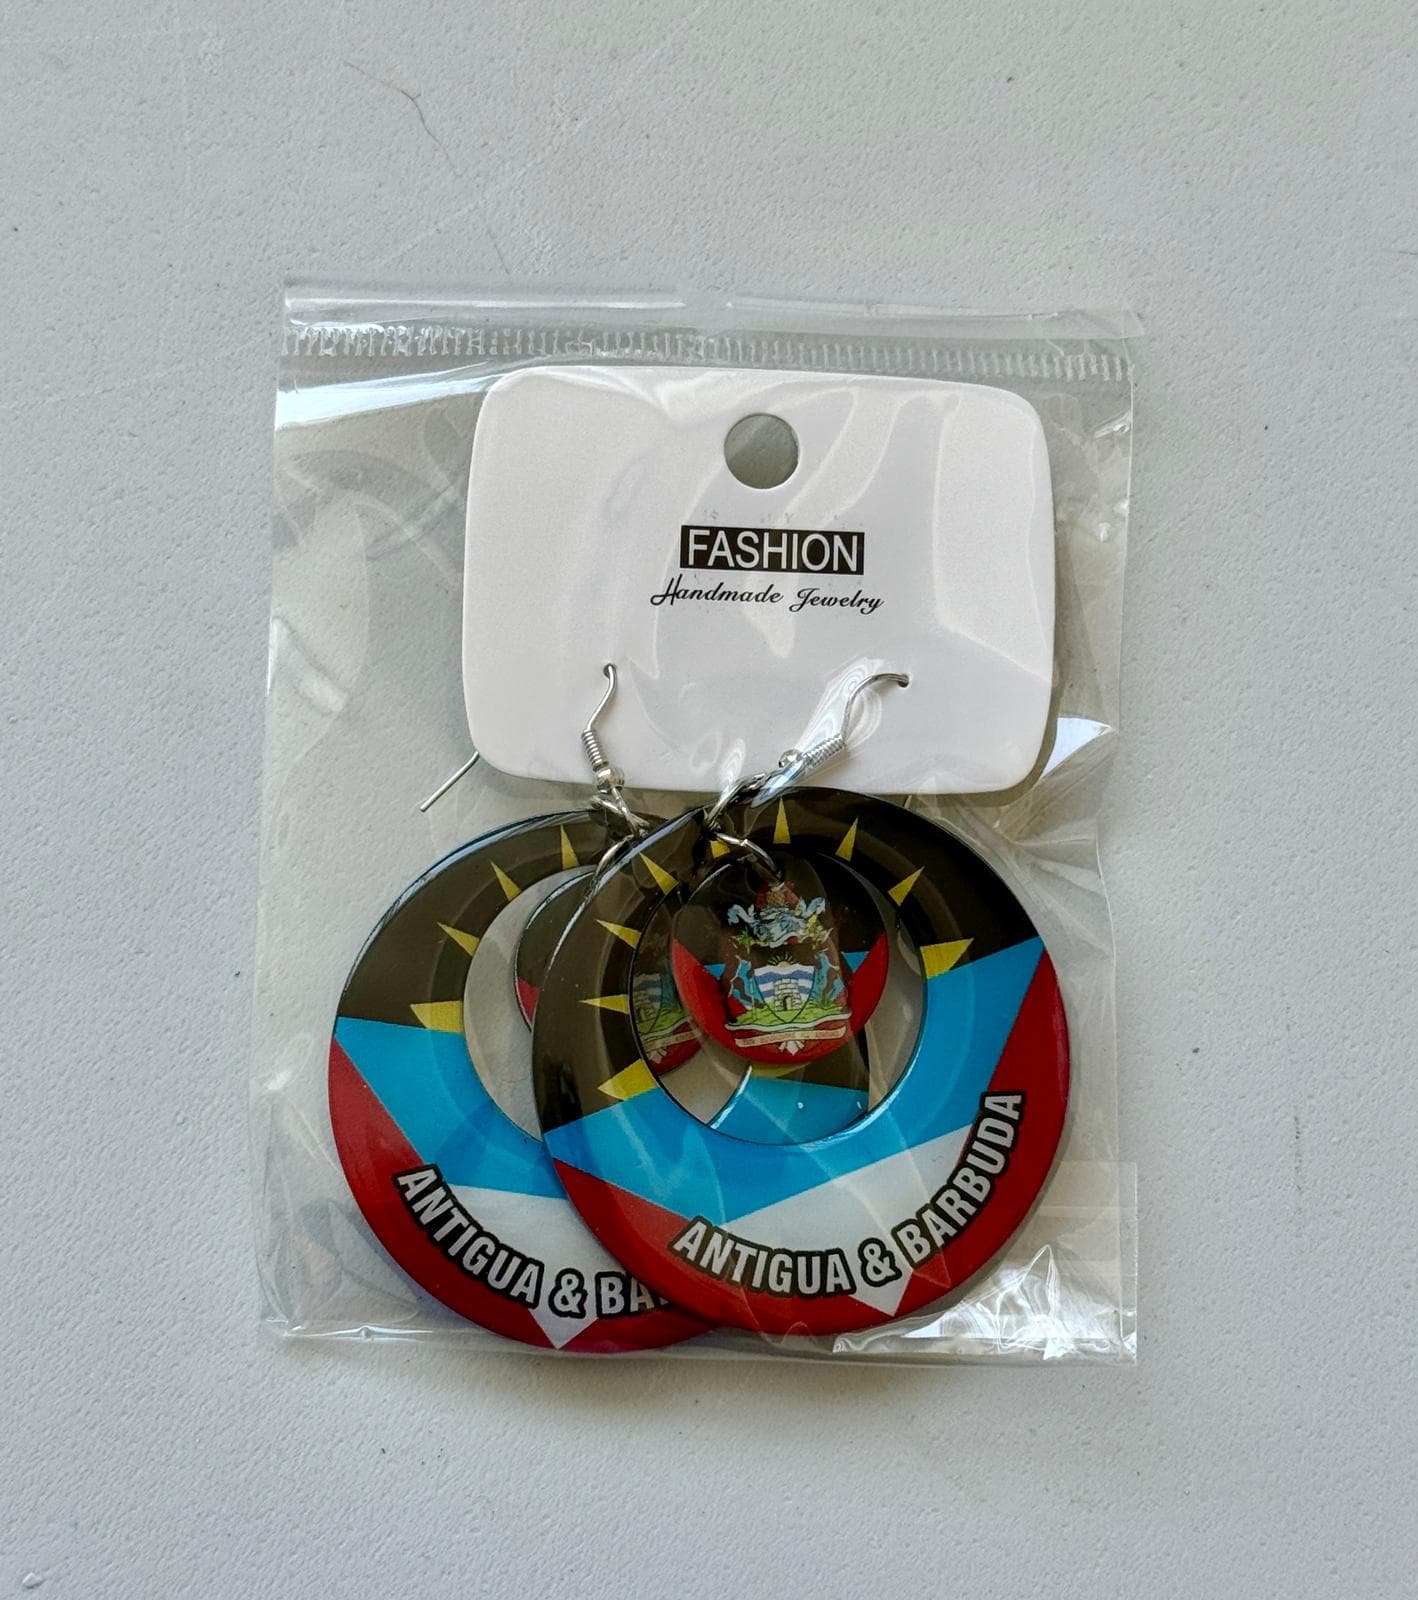 FASHION
Handmade Jewelry
ANTIGUA & BA
ANTIGUA & BARBUDA